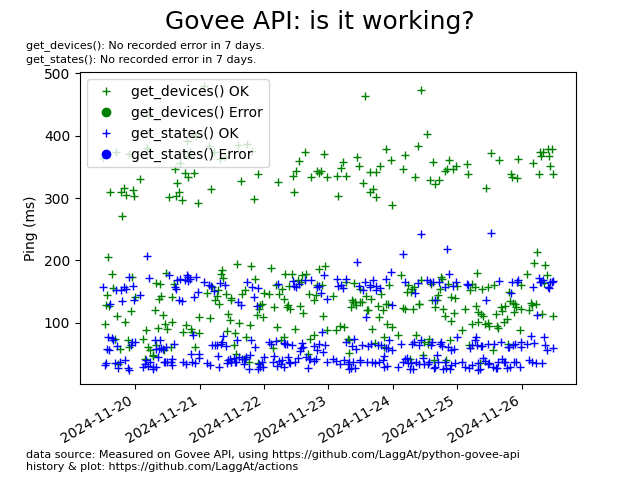 Govee API: is it working?
get_devices(): No recorded error in 7 days.
get_states(): No recorded error in 7 days.
500
400
300
200
100
Ping (ms)
get_devices() OK
get_devices() Error
get_states() OK
get_states() Error
2024-11-20
2024-11-21
2024-11-22
2024-11-23
2024-11-24
2024-11-25
2024-11-26
data source: Measured on Govee API, using https://github.com/LaggAt/python-govee-api
history & plot: https://github.com/LaggAt/actions